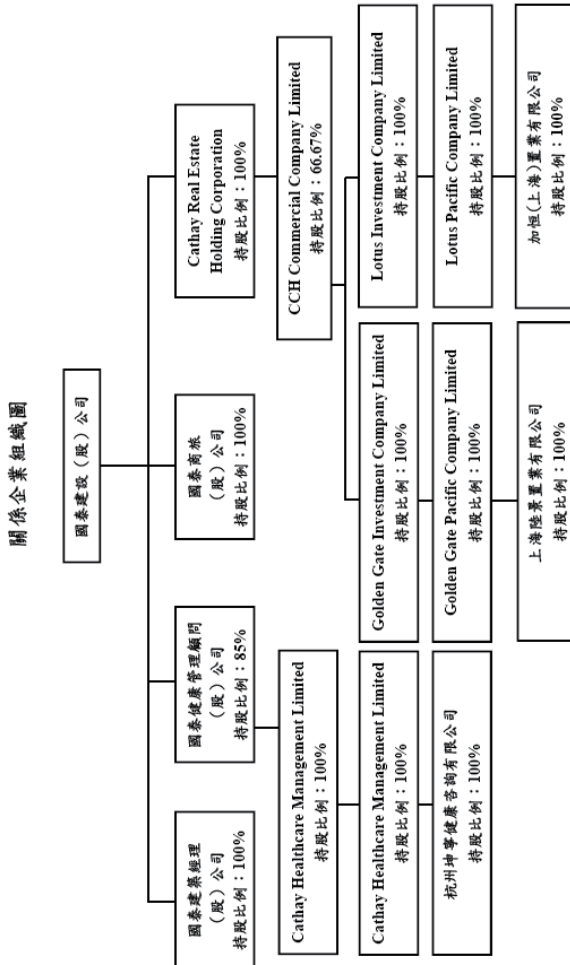 關係企業組織圖
國泰建設（股）公司
國泰建築經理
（股）公司
持股比例：100%
國泰健康管理顧問
（股）公司
持股比例：85%
國泰商旅
（股）公司
持股比例：100%
Cathay Real Estate
Holding Corporation
持股比例：100%
Cathay Healthcare Management Limited
持股比例：100%
CCH Commercial Company Limited
持股比例：66.67%
Cathay Healthcare Management Limited
持股比例：100%
Golden Gate Investment Company Limited
持股比例：100%
Lotus Investment Company Limited
持股比例：100%
杭州坤寧健康咨詢有限公司
持股比例：100%
Golden Gate Pacific Company Limited
持股比例：100%
Lotus Pacific Company Limited
持股比例：100%
上海陸景置業有限公司
持股比例：100%
加恒(上海)置業有限公司
持股比例：100%